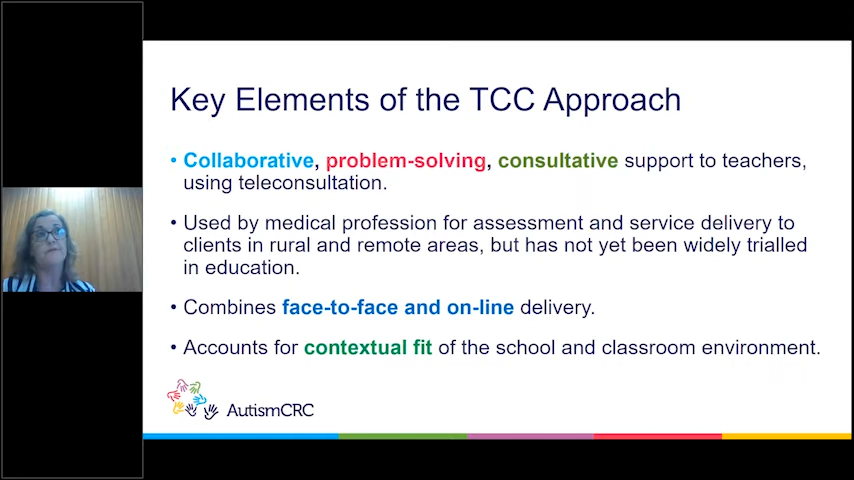 Key Elements of the TCC Approach
• Collaborative, problem-solving, consultative support to teachers,
using teleconsultation.
• Used by medical profession for assessment and service delivery to
clients in rural and remote areas, but has not yet been widely trialled
in education.
• Combines face-to-face and on-line delivery.
• Accounts for contextual fit of the school and classroom environment.
AutismCRC